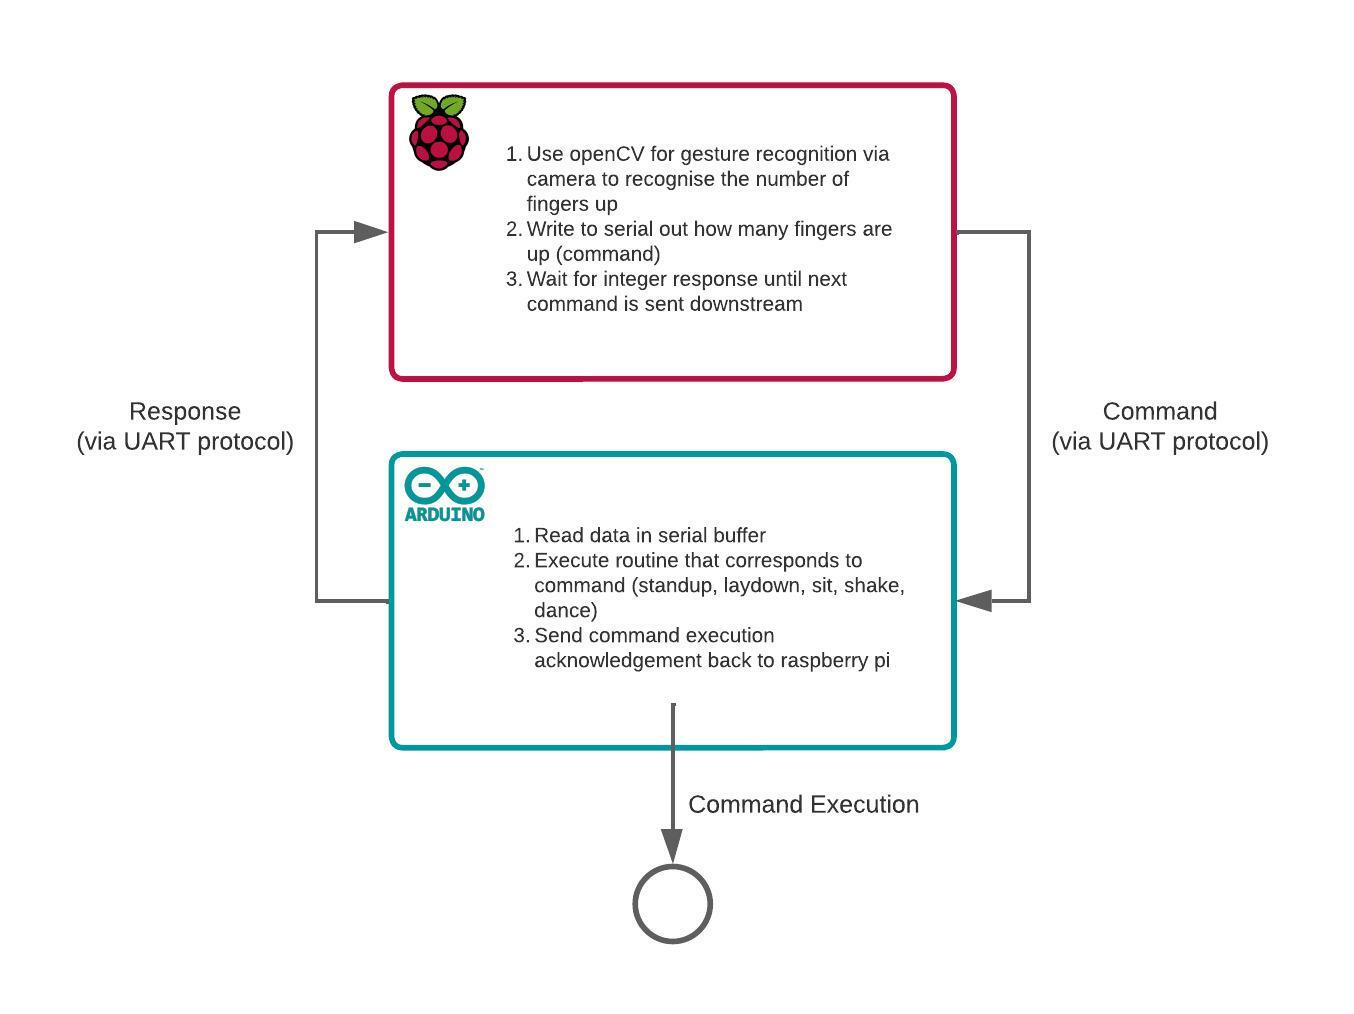 1. Use openCV for gesture recognition via
camera to recognise the number of
fingers up
2. Write to serial out how many fingers are
up (command)
3. Wait for integer response until next
command is sent downstream
Response
(via UART protocol)
Command
(via UART protocol)
ARDUINO
1. Read data in serial buffer
2. Execute routine that corresponds to
command (standup, laydown, sit, shake,
dance)
3. Send command execution
acknowledgement back to raspberry pi
Command Execution